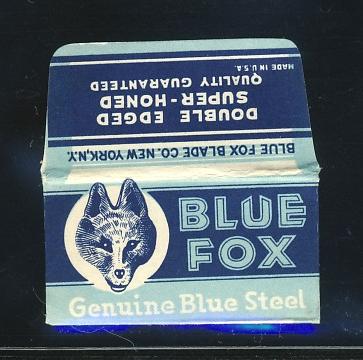 MADE IN U.S.A.
QUALITY GUARANTEED
SUPER-HONED
DOUBLE EDGED
BLUE FOX BLADE CO. NEW YORK, N.Y.
BLUE
FOX
Genuine Blue Steel